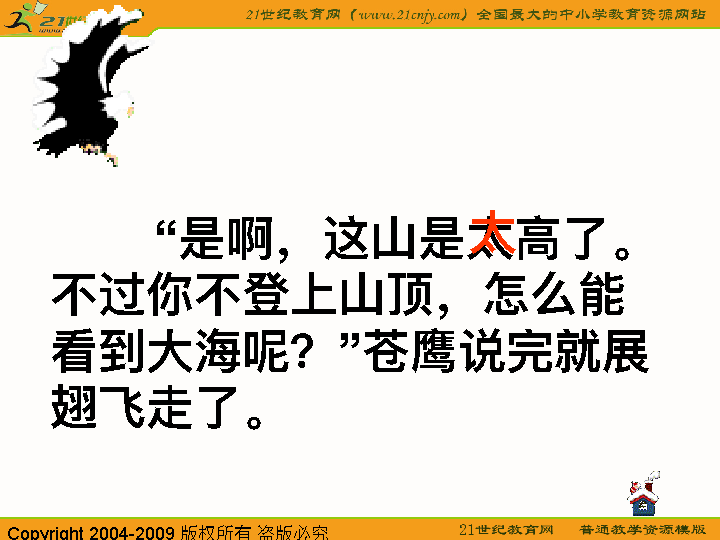 21世纪教育网（www.21cnjy.com）全国最大的中小学教育资源网站
“是啊，这山是太高了。
不过你不登上山顶，怎么能
看到大海呢？”苍鹰说完就展
翅飞走了。
Copyright 2004-2009 版权所有 盗版必究
21世纪教育网 普通教学资源模版